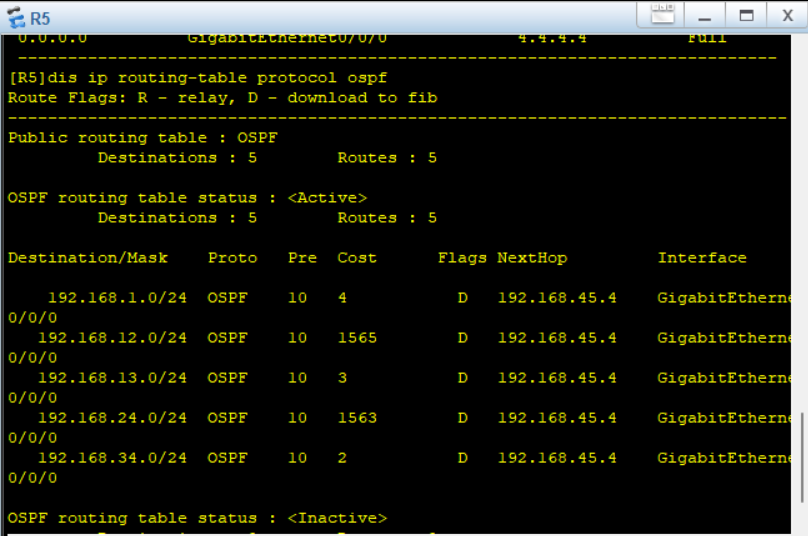 R5
0.0.0.0 GigabitEthernet0/0/0 4.4.4.4 Full
[R5]dis ip routing-table protocol ospf
Route Flags: R - relay, D - download to fib
Public routing table : OSPF
Destinations : 5 Routes : 5
OSPF routing table status : <Active>
Destinations : 5 Routes : 5
Destination/Mask Proto Pre Cost Flags NextHop Interface
192.168.1.0/24 OSPF 10 4 D 192.168.45.4 GigabitEtherne
0/0/0
192.168.12.0/24 OSPF 10 1565 D 192.168.45.4 GigabitEtherne
0/0/0
192.168.13.0/24 OSPF 10 3 D 192.168.45.4 GigabitEtherne
0/0/0
192.168.24.0/24 OSPF 10 1563 D 192.168.45.4 GigabitEtherne
0/0/0
192.168.34.0/24 OSPF 10 2 D 192.168.45.4 GigabitEtherne
0/0/0
OSPF routing table status : <Inactive>